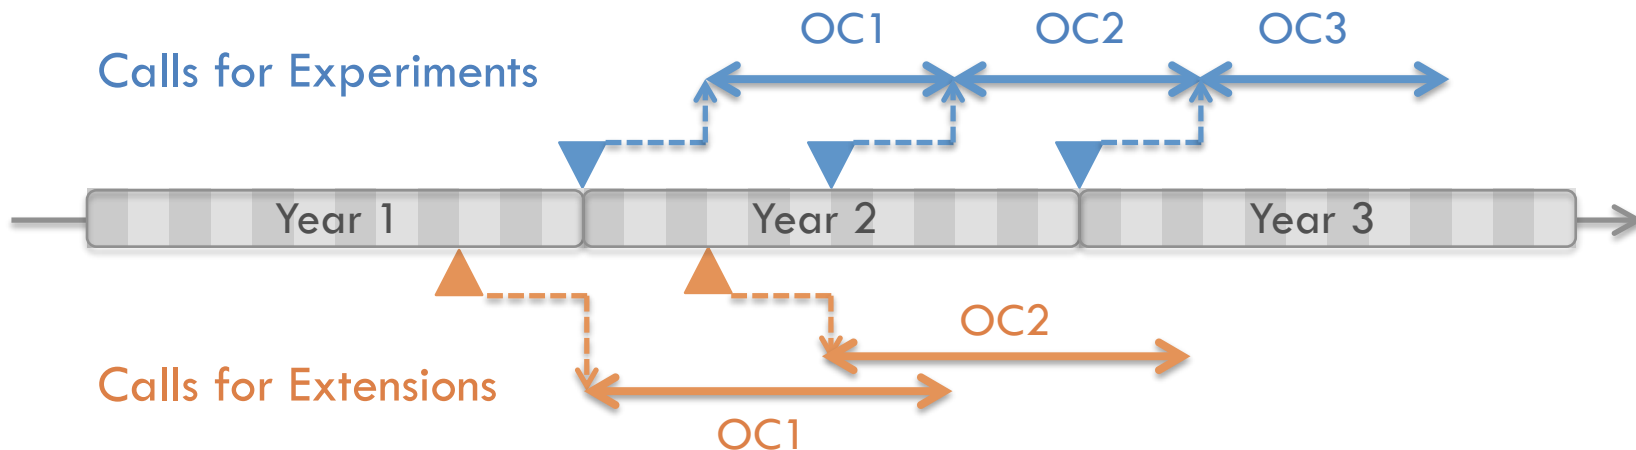 OC1 OC2 OC3
Calls for Experiments
Year 1 Year 2 Year 3
OC2
Calls for Extensions
OC1